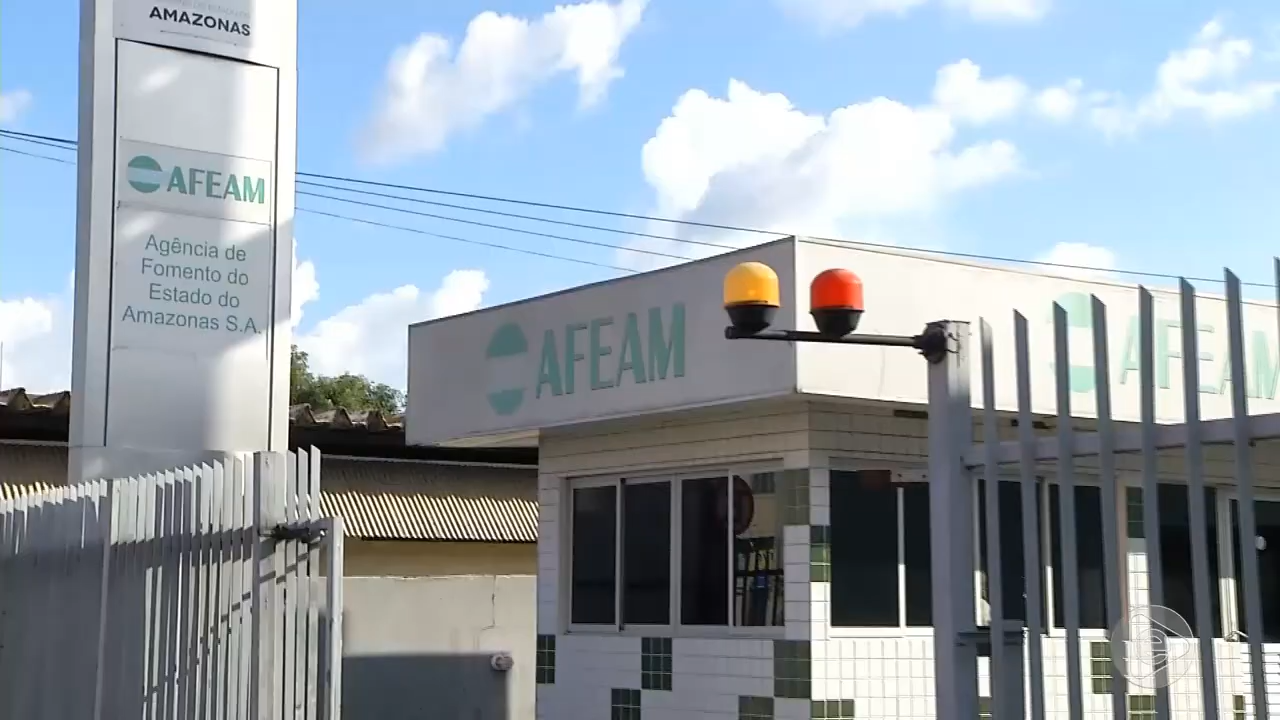 AMAZONAS
AFEAM
Agência de
Fomento do
Estado do
Amazonas S.A.
AFEAM
AFEAM